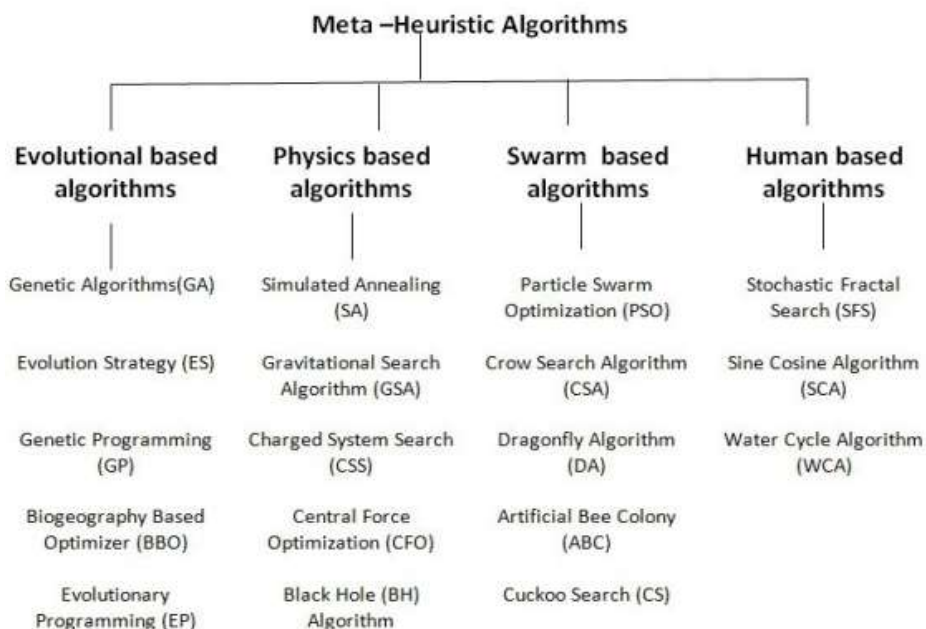 Meta –Heuristic Algorithms
Evolutional based
algorithms
Genetic Algorithms(GA)
Evolution Strategy (ES)
Genetic Programming
(GP)
Biogeography Based
Optimizer (BBO)
Evolutionary
Programming (EP)
Physics based
algorithms
Simulated Annealing
(SA)
Gravitational Search
Algorithm (GSA)
Charged System Search
(CSS)
Central Force
Optimization (CFO)
Black Hole (BH)
Algorithm
Swarm based
algorithms
Particle Swarm
Optimization (PSO)
Crow Search Algorithm
(CSA)
Dragonfly Algorithm
(DA)
Artificial Bee Colony
(ABC)
Cuckoo Search (CS)
Human based
algorithms
Stochastic Fractal
Search (SFS)
Sine Cosine Algorithm
(SCA)
Water Cycle Algorithm
(WCA)